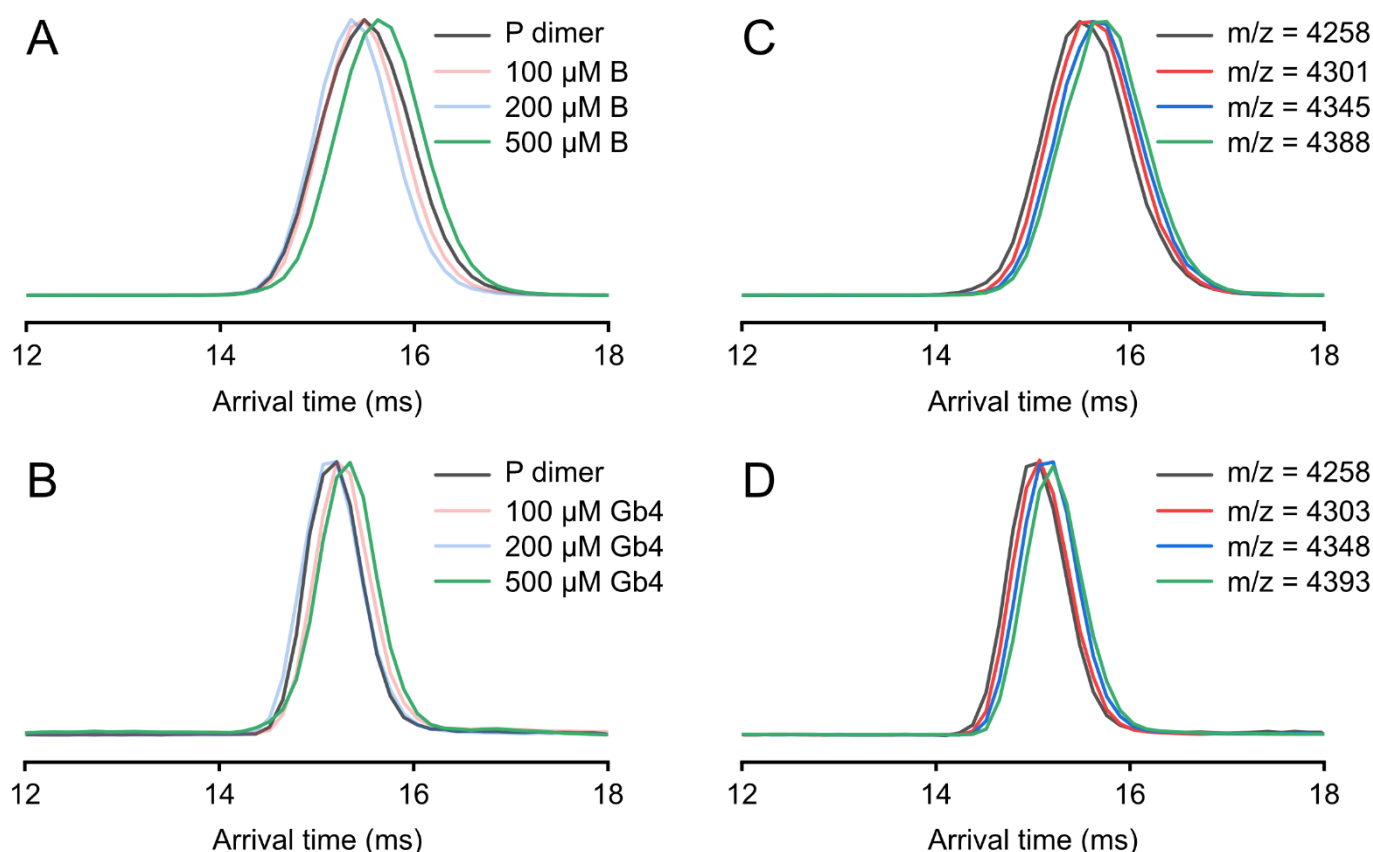 A
P dimer
100 µM B
200 µM B
500 µM B
12 14 16 18
Arrival time (ms)
C
m/z = 4258
m/z = 4301
m/z = 4345
m/z = 4388
12 14 16 18
Arrival time (ms)
B
P dimer
100 µM Gb4
200 µM Gb4
500 µM Gb4
12 14 16 18
Arrival time (ms)
D
m/z = 4258
m/z = 4303
m/z = 4348
m/z = 4393
12 14 16 18
Arrival time (ms)